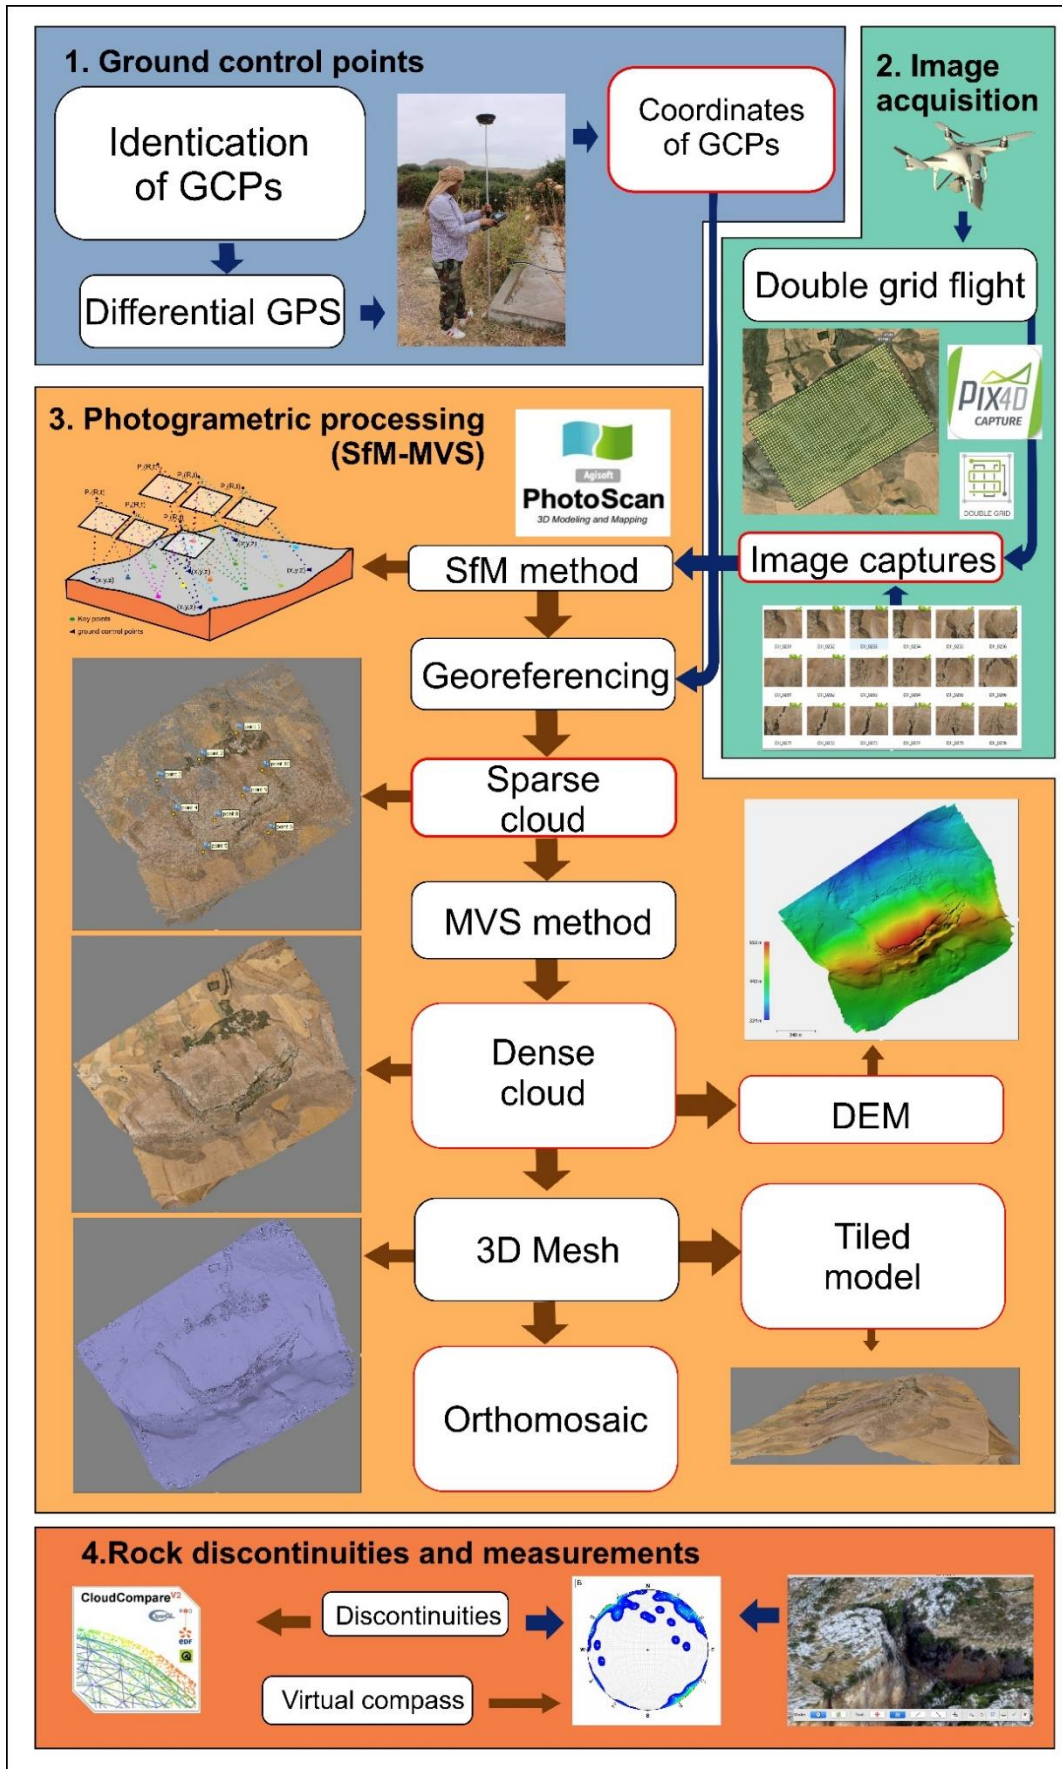 1. Ground control points
Identication
of GCPs
Differential GPS
Coordinates
of GCPs
2. Image
acquisition
Double grid flight
PIX4D
CAPTURE
DOUBLE GRID
Image captures
3. Photogrametric processing
(SfM-MVS)
Agisoft
PhotoScan
3D Modeling and Mapping
SfM method
(x,y,z)
(x,y,z)
(x,y,z)
(x,y,z)
Key points
ground control points
Georeferencing
Sparse
cloud
MVS method
Dense
cloud
DEM
3D Mesh
Tiled
model
Orthomosaic
4.Rock discontinuities and measurements
CloudCompare V2
EDF
Discontinuities
Virtual compass
N
E
S
W